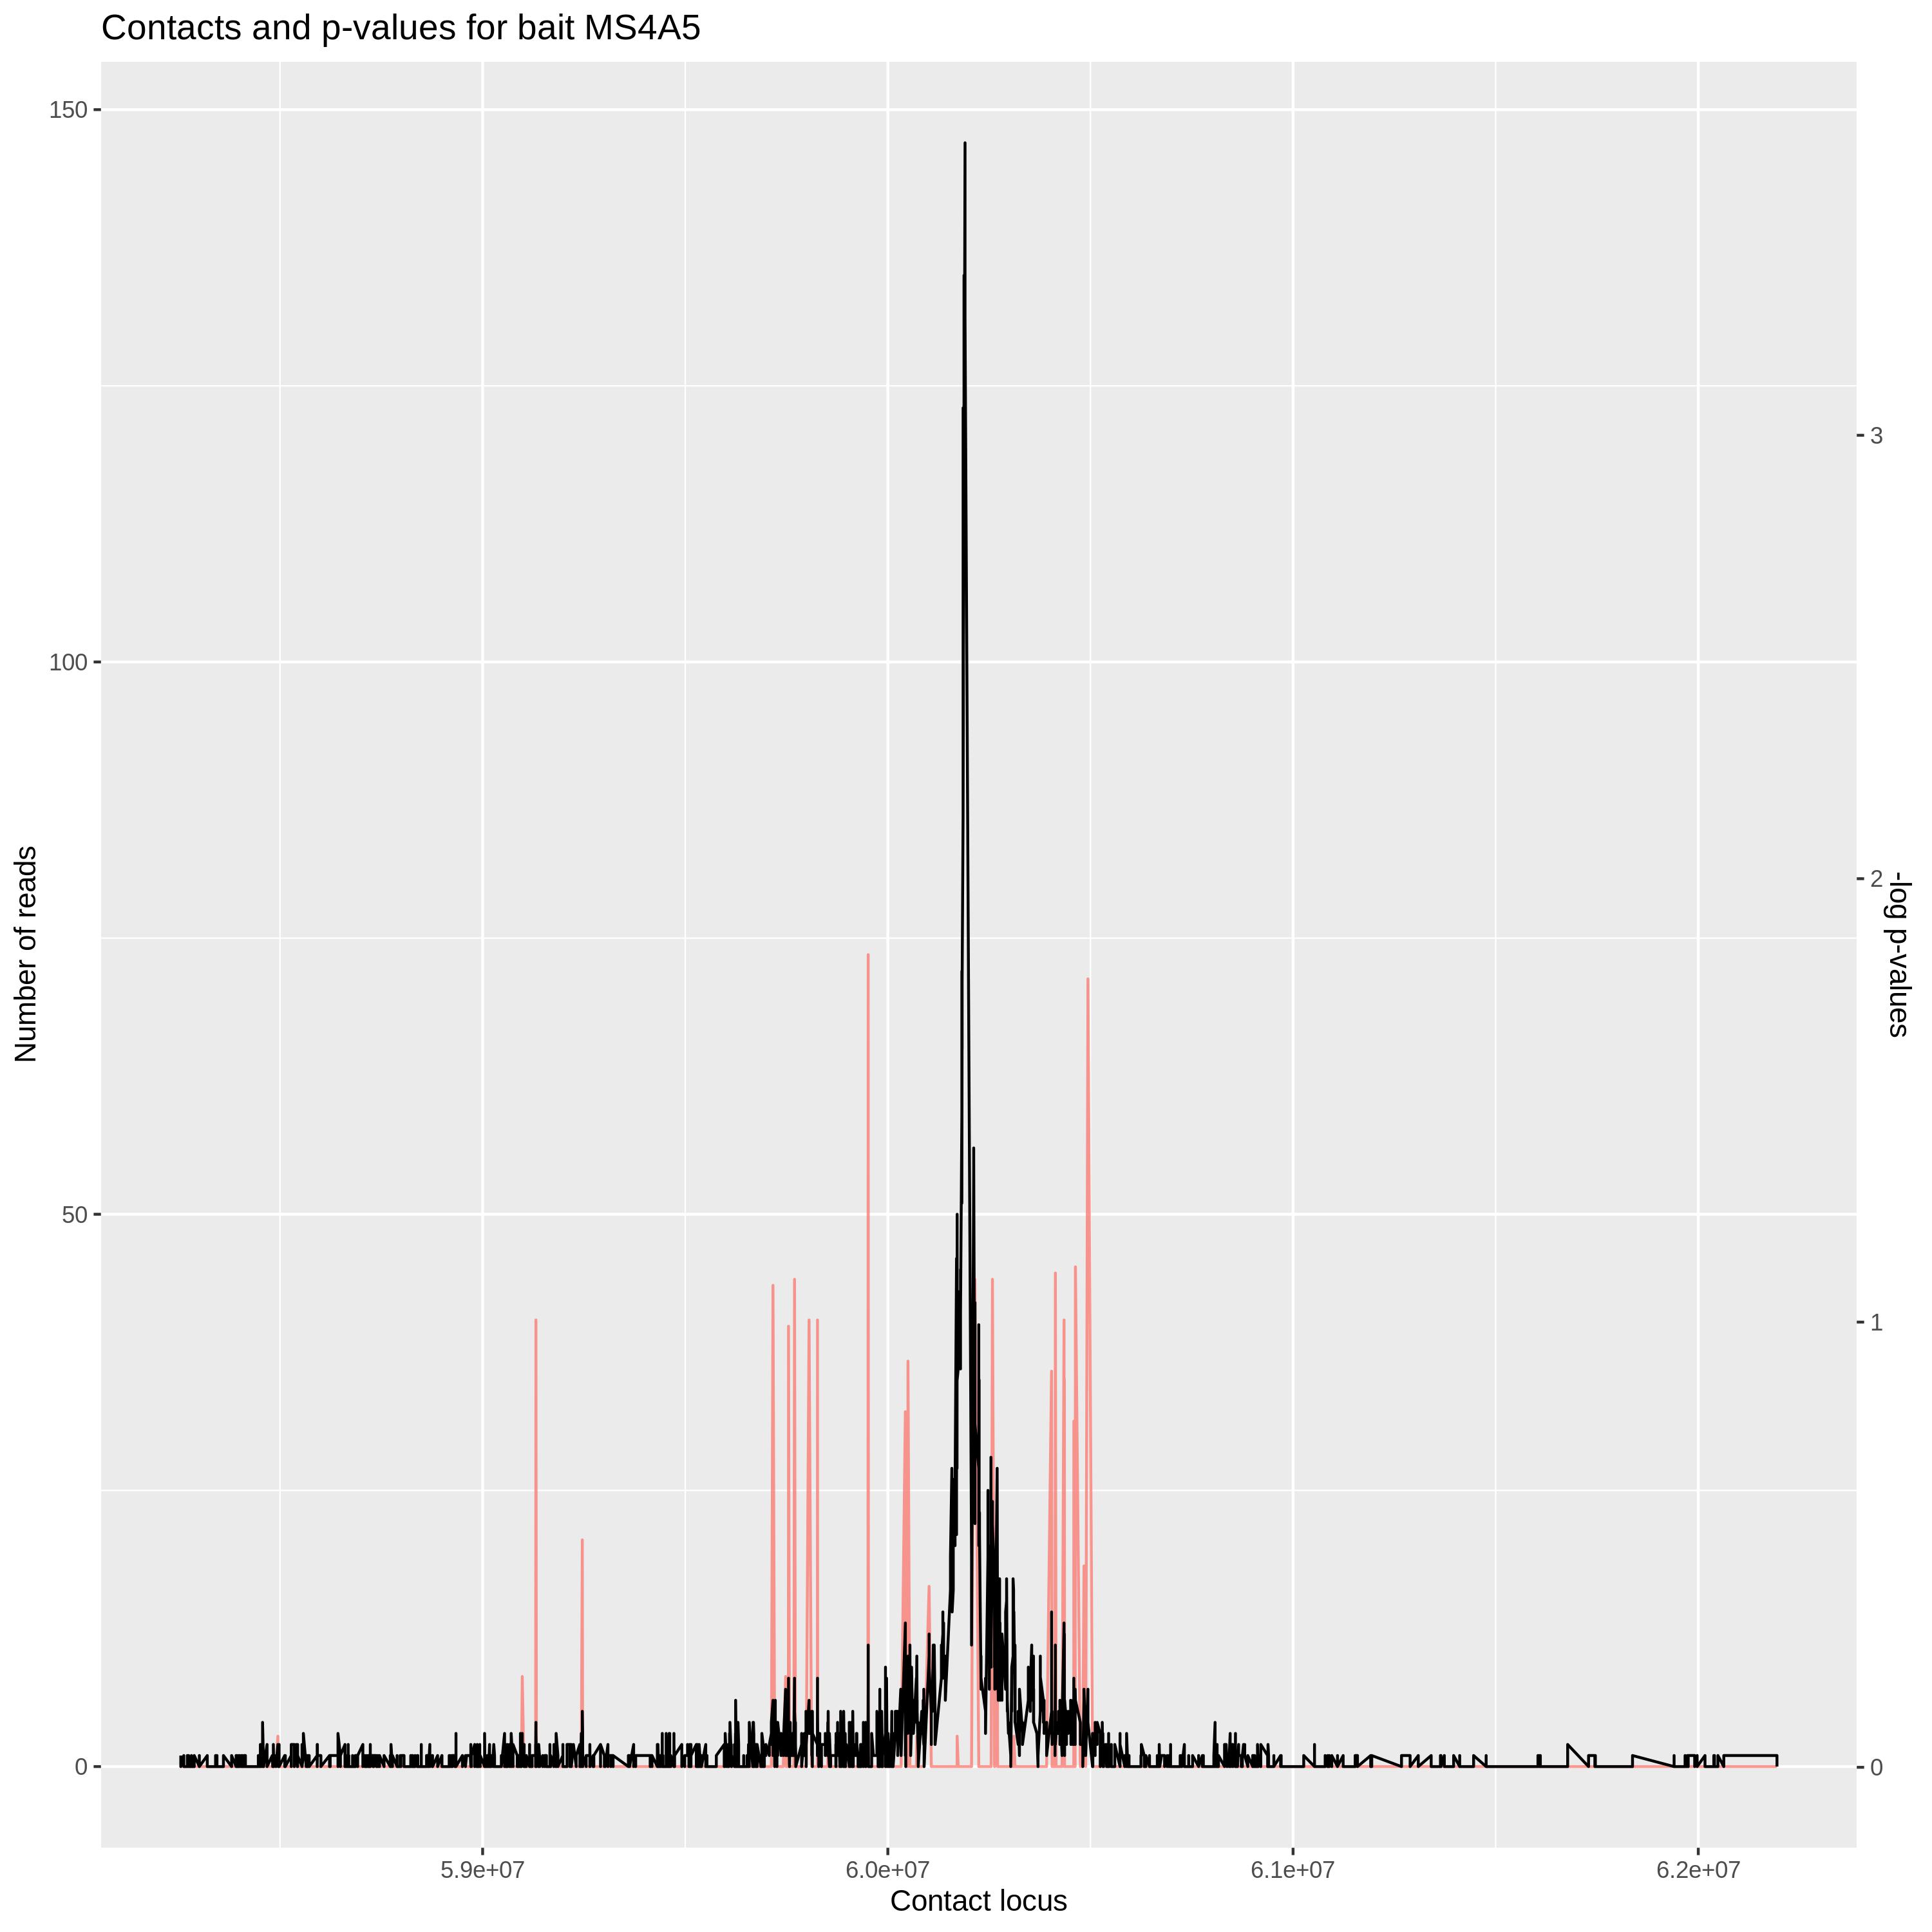 Contacts and p-values for bait MS4A5
150
100
50
0
Number of reads
3
2
1
0
-log p-values
5.9e+07
6.0e+07
6.1e+07
6.2e+07
Contact locus